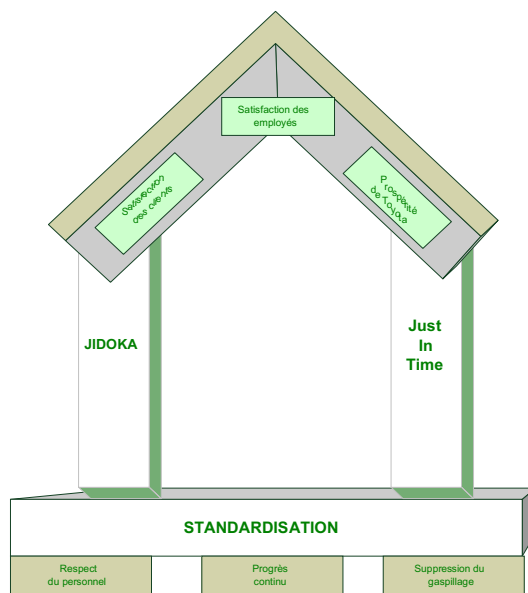 Satisfaction des
employés
Satisfaction
des clients
Prospérité
de Toyota
JIDOKA
Just
In
Time
STANDARDISATION
Respect
du personnel
Progrès
continu
Suppression du
gaspillage